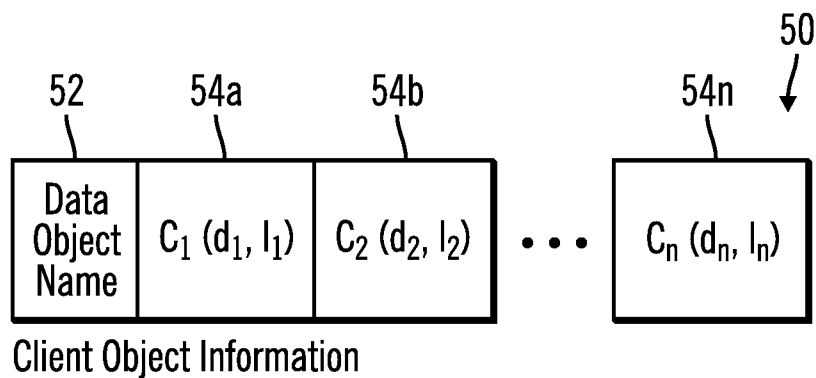 50
52 54a 54b 54n
Data
Object
Name
C₁ (d₁, l₁) C₂ (d₂, l₂) • • • Cₙ (dₙ, lₙ)
Client Object Information